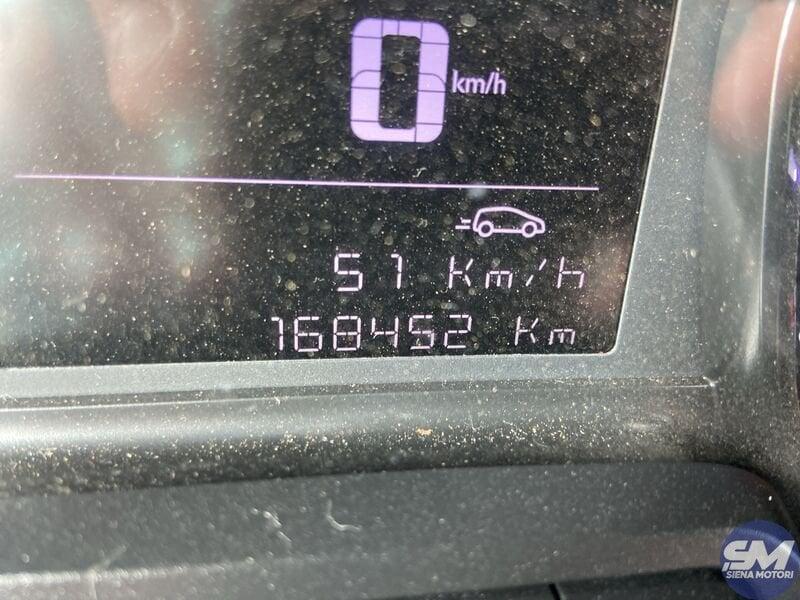 0 km/h
51 Km/h
168452 Km
SM
SIENA MOTORI